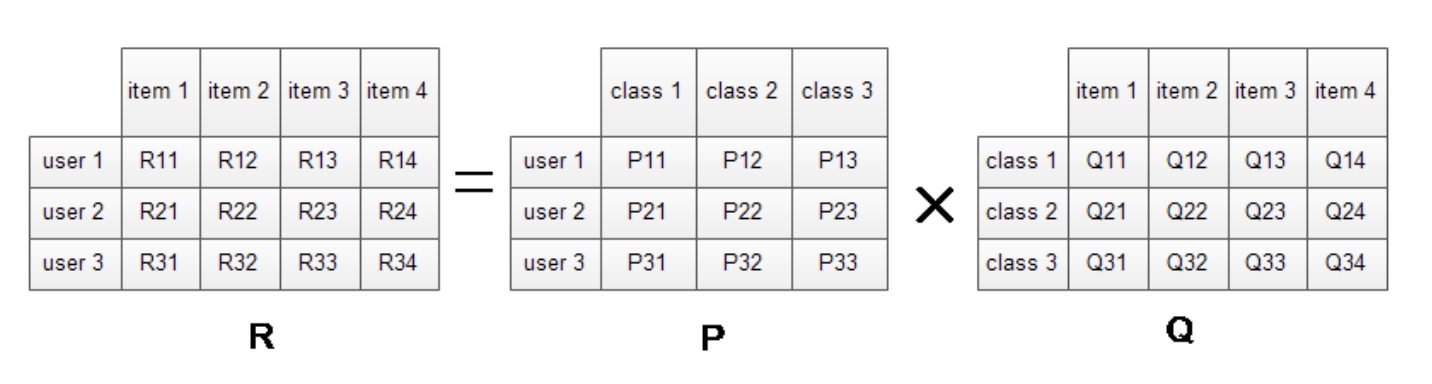 item 1 item 2 item 3 item 4 class 1 class 2 class 3 item 1 item 2 item 3 item 4
user 1 R11 R12 R13 R14 user 1 P11 P12 P13 class 1 Q11 Q12 Q13 Q14
= ×
user 2 R21 R22 R23 R24 user 2 P21 P22 P23 class 2 Q21 Q22 Q23 Q24
user 3 R31 R32 R33 R34 user 3 P31 P32 P33 class 3 Q31 Q32 Q33 Q34
R P Q